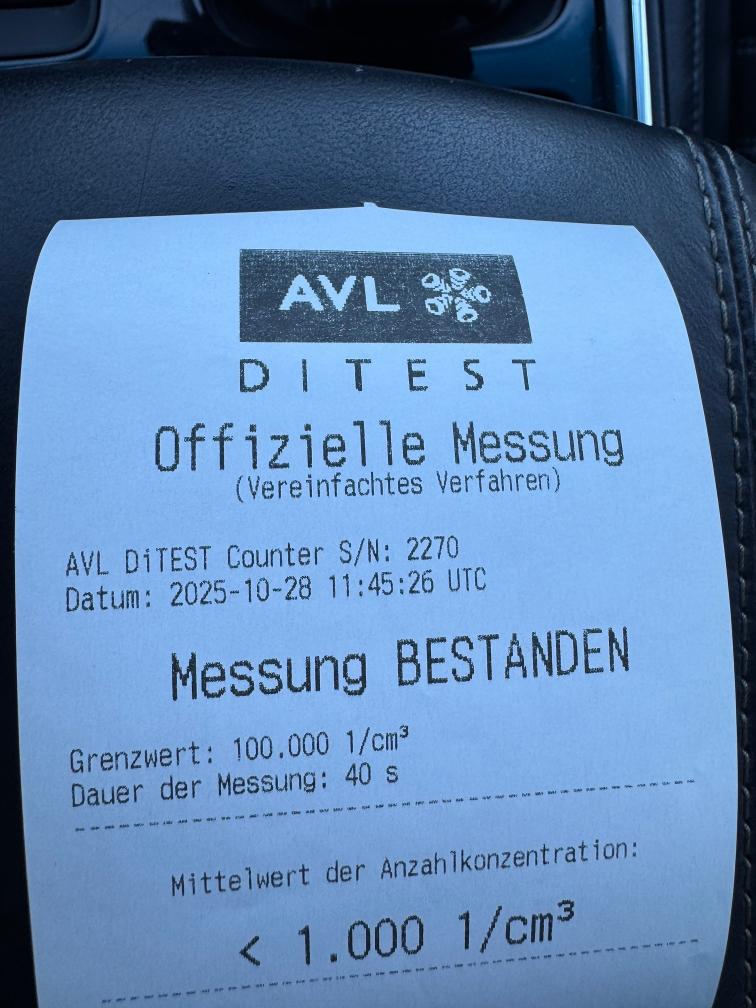 AVL
DITEST
Offizielle Messung
(Vereinfachtes Verfahren)
AVL DiTEST Counter S/N: 2270
Datum: 2025-10-28 11:45:26 UTC
Messung BESTANDEN
Grenzwert: 100.000 1/cm³
Dauer der Messung: 40 s
Mittelwert der Anzahlkonzentration:
< 1.000 1/cm³